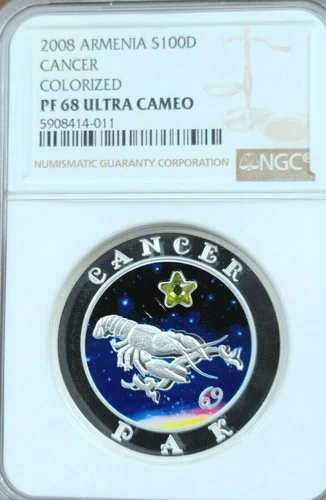 2008 ARMENIA S100D
CANCER
COLORIZED
PF 68 ULTRA CAMEO
5908414-011
NUMISMATIC GUARANTY CORPORATION
NGC
CANCER
РАК